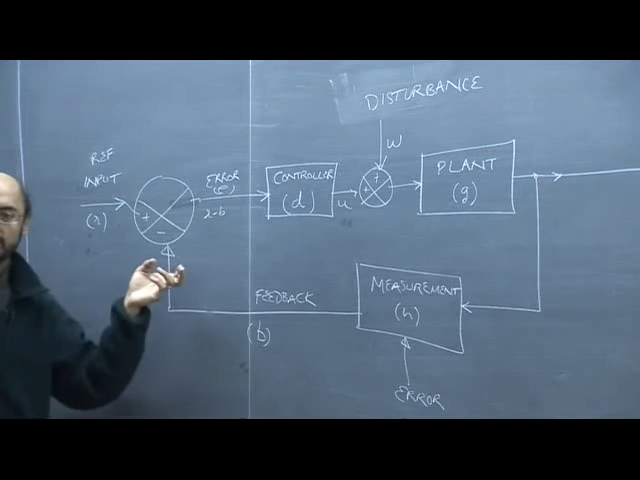 DISTURBANCE
W
REF
INPUT
(r)
+
-
ERROR
(e)
r-b
CONTROLLER
(d)
u
+
+
PLANT
(g)
FEEDBACK
(b)
MEASUREMENT
(h)
ERROR